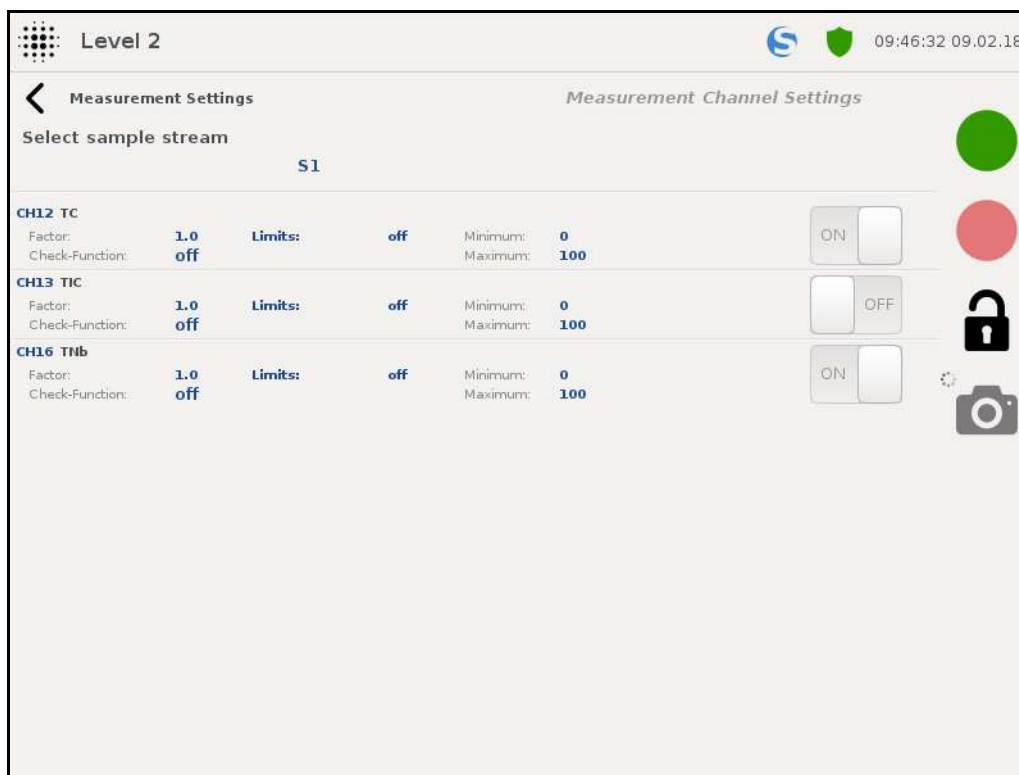 Level 2 09:46:32 09.02.18
Measurement Settings Measurement Channel Settings
Select sample stream
S1
CH12 TC
Factor: 1.0 Limits: off Minimum: 0 ON
Check-Function: off Maximum: 100
CH13 TIC
Factor: 1.0 Limits: off Minimum: 0 OFF
Check-Function: off Maximum: 100
CH16 TNb
Factor: 1.0 Limits: off Minimum: 0 ON
Check-Function: off Maximum: 100